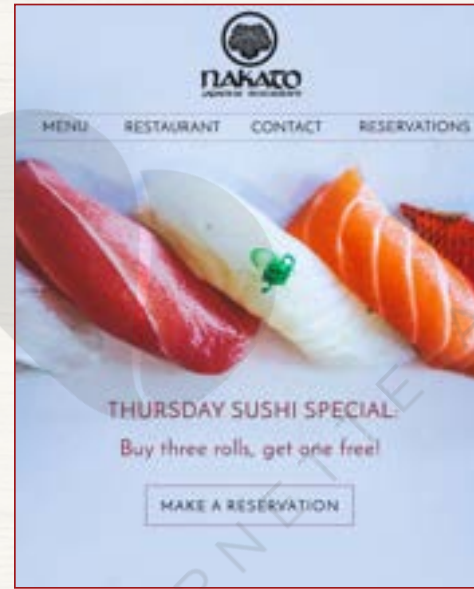 NAKATO
MENU RESTAURANT CONTACT RESERVATIONS
THURSDAY SUSHI SPECIAL:
Buy three rolls, get one free!
MAKE A RESERVATION